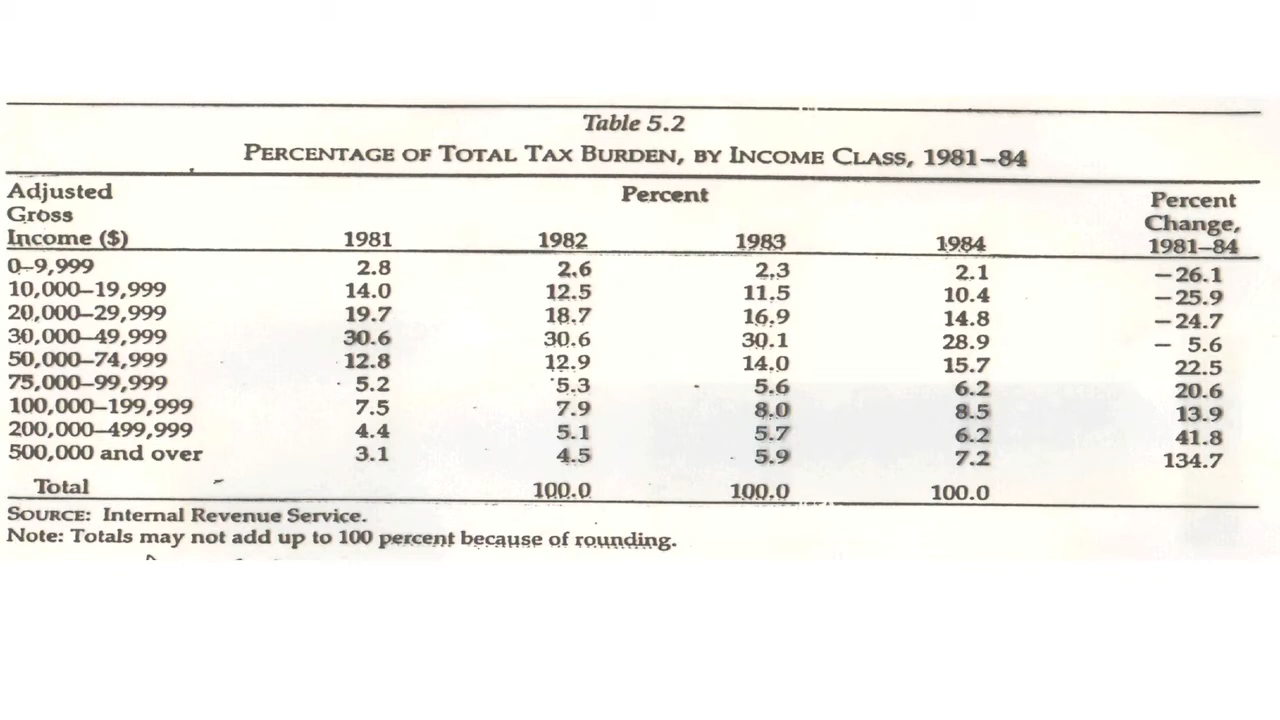 Table 5.2
PERCENTAGE OF TOTAL TAX BURDEN, BY INCOME CLASS, 1981–84
Adjusted Gross Income ($) Percent Percent Change, 1981–84
1981 1982 1983 1984
0–9,999 2.8 2.6 2.3 2.1 –26.1
10,000–19,999 14.0 12.5 11.5 10.4 –25.9
20,000–29,999 19.7 18.7 16.9 14.8 –24.7
30,000–49,999 30.6 30.6 30.1 28.9 – 5.6
50,000–74,999 12.8 12.9 14.0 15.7 22.5
75,000–99,999 5.2 5.3 5.6 6.2 20.6
100,000–199,999 7.5 7.9 8.0 8.5 13.9
200,000–499,999 4.4 5.1 5.7 6.2 41.8
500,000 and over 3.1 4.5 5.9 7.2 134.7
Total 100.0 100.0 100.0
SOURCE: Internal Revenue Service.
Note: Totals may not add up to 100 percent because of rounding.